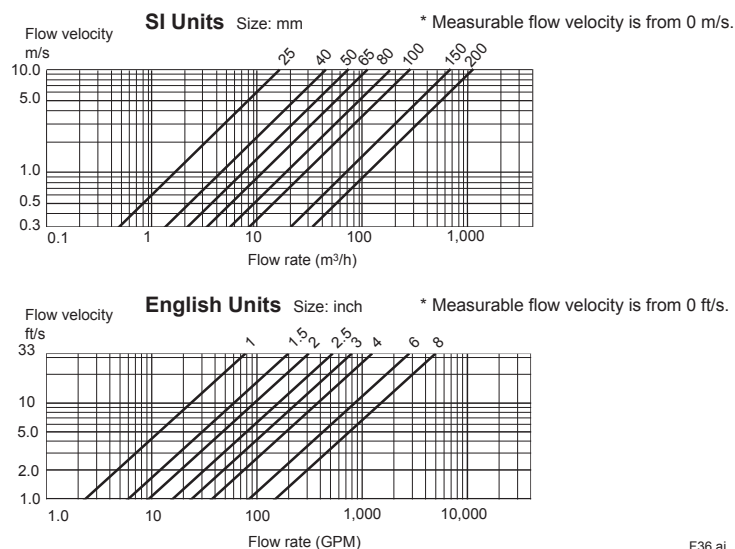 SI Units Size: mm * Measurable flow velocity is from 0 m/s.
Flow velocity
m/s
25 40 50 65 80 100 150 200
10.0
5.0
1.0
0.5
0.3
0.1 1 10 100 1,000
Flow rate (m³/h)
English Units Size: inch * Measurable flow velocity is from 0 ft/s.
Flow velocity
ft/s
1 1.5 2 2.5 3 4 6 8
33
10
5.0
2.0
1.0
1.0 10 100 1,000 10,000
Flow rate (GPM)
F36.ai